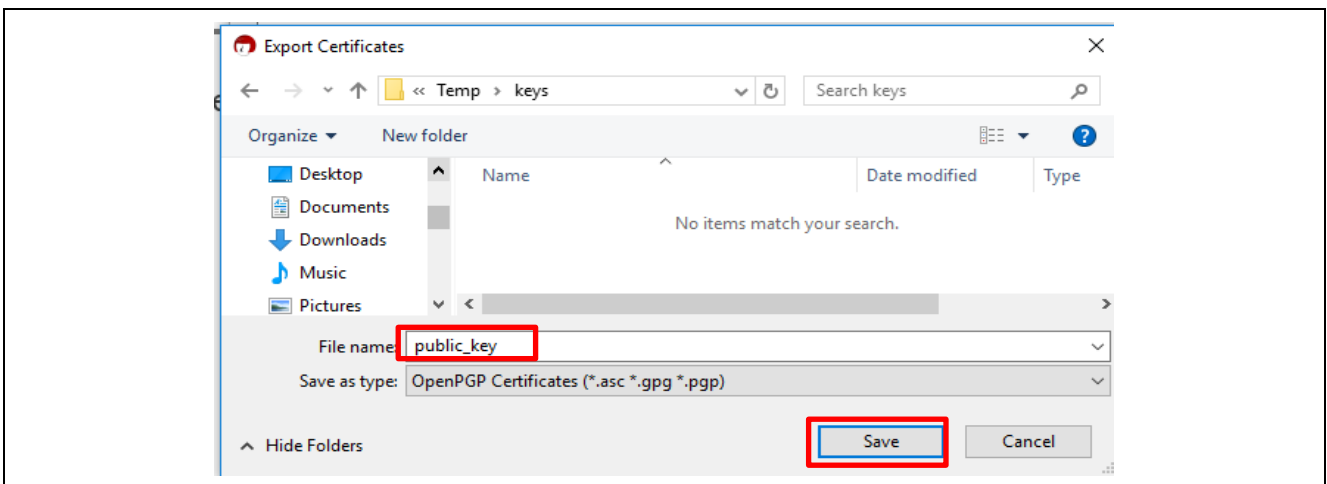 Export Certificates
« Temp › keys
Search keys
Organize
New folder
Desktop
Documents
Downloads
Music
Pictures
Name
Date modified
Type
No items match your search.
File name:
public_key
Save as type:
OpenPGP Certificates (*.asc *.gpg *.pgp)
Hide Folders
Save
Cancel